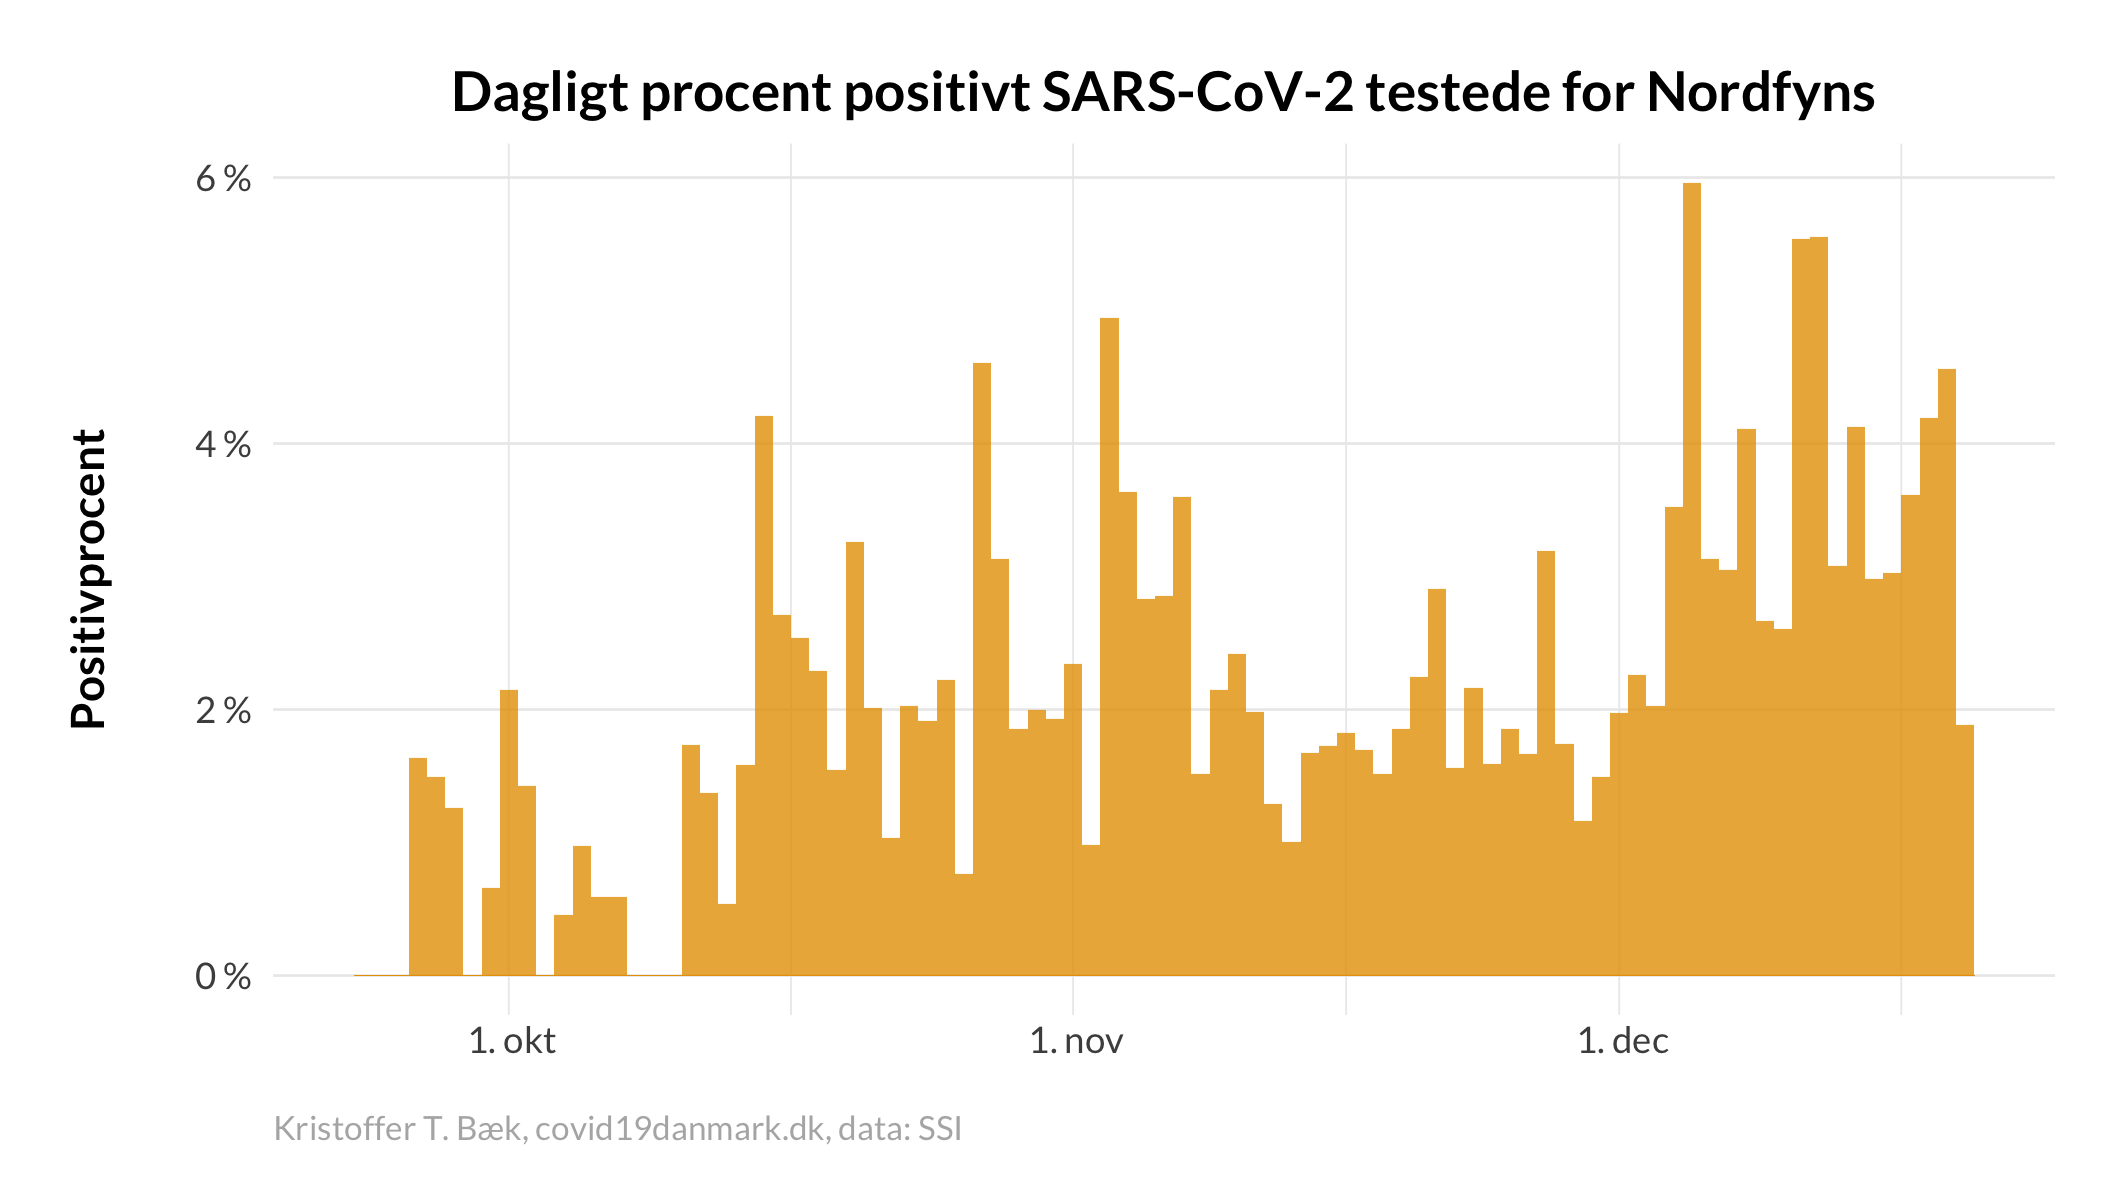 Dagligt procent positivt SARS-CoV-2 testede for Nordfyns
Positivprocent
6 %
4 %
2 %
0 %
1. okt
1. nov
1. dec
Kristoffer T. Bæk, covid19danmark.dk, data: SSI